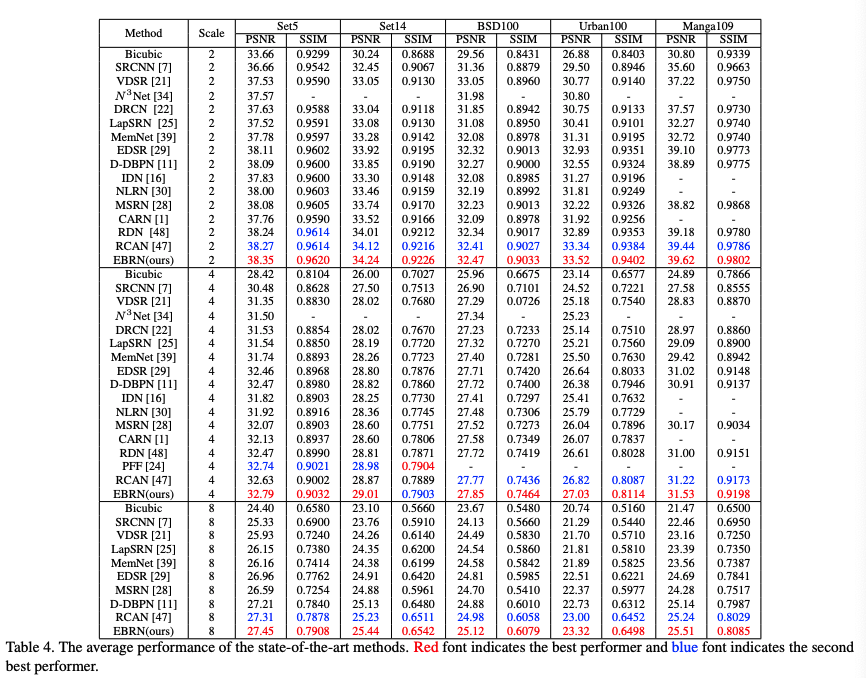 Method Scale Set5 Set14 BSD100 Urban100 Manga109
PSNR SSIM PSNR SSIM PSNR SSIM PSNR SSIM PSNR SSIM
Bicubic 2 33.66 0.9299 30.24 0.8688 29.56 0.8431 26.88 0.8403 30.80 0.9339
SRCNN [7] 2 36.66 0.9542 32.45 0.9067 31.36 0.8879 29.50 0.8946 35.60 0.9663
VDSR [21] 2 37.53 0.9590 33.05 0.9130 33.05 0.8960 30.77 0.9140 37.22 0.9750
N³Net [34] 2 37.57 - - - 31.98 - 30.80 - - -
DRCN [22] 2 37.63 0.9588 33.04 0.9118 31.85 0.8942 30.75 0.9133 37.57 0.9730
LapSRN [25] 2 37.52 0.9591 33.08 0.9130 31.08 0.8950 30.41 0.9101 32.27 0.9740
MemNet [39] 2 37.78 0.9597 33.28 0.9142 32.08 0.8978 31.31 0.9195 32.72 0.9740
EDSR [29] 2 38.11 0.9602 33.92 0.9195 32.32 0.9013 32.93 0.9351 39.10 0.9773
D-DBPN [11] 2 38.09 0.9600 33.85 0.9190 32.27 0.9000 32.55 0.9324 38.89 0.9775
IDN [16] 2 37.83 0.9600 33.30 0.9148 32.08 0.8985 31.27 0.9196 - -
NLRN [30] 2 38.00 0.9603 33.46 0.9159 32.19 0.8992 31.81 0.9249 - -
MSRN [28] 2 38.08 0.9605 33.74 0.9170 32.23 0.9013 32.22 0.9326 38.82 0.9868
CARN [1] 2 37.76 0.9590 33.52 0.9166 32.09 0.8978 31.92 0.9256 - -
RDN [48] 2 38.24 0.9614 34.01 0.9212 32.34 0.9017 32.89 0.9353 39.18 0.9780
RCAN [47] 2 38.27 0.9614 34.12 0.9216 32.41 0.9027 33.34 0.9384 39.44 0.9786
EBRN(ours) 2 38.35 0.9620 34.24 0.9226 32.47 0.9033 33.52 0.9402 39.62 0.9802
Bicubic 4 28.42 0.8104 26.00 0.7027 25.96 0.6675 23.14 0.6577 24.89 0.7866
SRCNN [7] 4 30.48 0.8628 27.50 0.7513 26.90 0.7101 24.52 0.7221 27.58 0.8555
VDSR [21] 4 31.35 0.8830 28.02 0.7680 27.29 0.0726 25.18 0.7540 28.83 0.8870
N³Net [34] 4 31.50 - - - 27.34 - 25.23 - - -
DRCN [22] 4 31.53 0.8854 28.02 0.7670 27.23 0.7233 25.14 0.7510 28.97 0.8860
LapSRN [25] 4 31.54 0.8850 28.19 0.7720 27.32 0.7270 25.21 0.7560 29.09 0.8900
MemNet [39] 4 31.74 0.8893 28.26 0.7723 27.40 0.7281 25.50 0.7630 29.42 0.8942
EDSR [29] 4 32.46 0.8968 28.80 0.7876 27.71 0.7420 26.64 0.8033 31.02 0.9148
D-DBPN [11] 4 32.47 0.8980 28.82 0.7860 27.72 0.7400 26.38 0.7946 30.91 0.9137
IDN [16] 4 31.82 0.8903 28.25 0.7730 27.41 0.7297 25.41 0.7632 - -
NLRN [30] 4 31.92 0.8916 28.36 0.7745 27.48 0.7306 25.79 0.7729 - -
MSRN [28] 4 32.07 0.8903 28.60 0.7751 27.52 0.7273 26.04 0.7896 30.17 0.9034
CARN [1] 4 32.13 0.8937 28.60 0.7806 27.58 0.7349 26.07 0.7837 - -
RDN [48] 4 32.47 0.8990 28.81 0.7871 27.72 0.7419 26.61 0.8028 31.00 0.9151
PFF [24] 4 32.74 0.9021 28.98 0.7904 - - - - - -
RCAN [47] 4 32.63 0.9002 28.87 0.7889 27.77 0.7436 26.82 0.8087 31.22 0.9173
EBRN(ours) 4 32.79 0.9032 29.01 0.7903 27.85 0.7464 27.03 0.8114 31.53 0.9198
Bicubic 8 24.40 0.6580 23.10 0.5660 23.67 0.5480 20.74 0.5160 21.47 0.6500
SRCNN [7] 8 25.33 0.6900 23.76 0.5910 24.13 0.5660 21.29 0.5440 22.46 0.6950
VDSR [21] 8 25.93 0.7240 24.26 0.6140 24.49 0.5830 21.70 0.5710 23.16 0.7250
LapSRN [25] 8 26.15 0.7380 24.35 0.6200 24.54 0.5860 21.81 0.5810 23.39 0.7350
MemNet [39] 8 26.16 0.7414 24.38 0.6199 24.58 0.5842 21.89 0.5825 23.56 0.7387
EDSR [29] 8 26.96 0.7762 24.91 0.6420 24.81 0.5985 22.51 0.6221 24.69 0.7841
MSRN [28] 8 26.59 0.7254 24.88 0.5961 24.70 0.5410 22.37 0.5977 24.28 0.7517
D-DBPN [11] 8 27.21 0.7840 25.13 0.6480 24.88 0.6010 22.73 0.6312 25.14 0.7987
RCAN [47] 8 27.31 0.7878 25.23 0.6511 24.98 0.6058 23.00 0.6452 25.24 0.8029
EBRN(ours) 8 27.45 0.7908 25.44 0.6542 25.12 0.6079 23.32 0.6498 25.51 0.8085
Table 4. The average performance of the state-of-the-art methods. Red font indicates the best performer and blue font indicates the second
best performer.